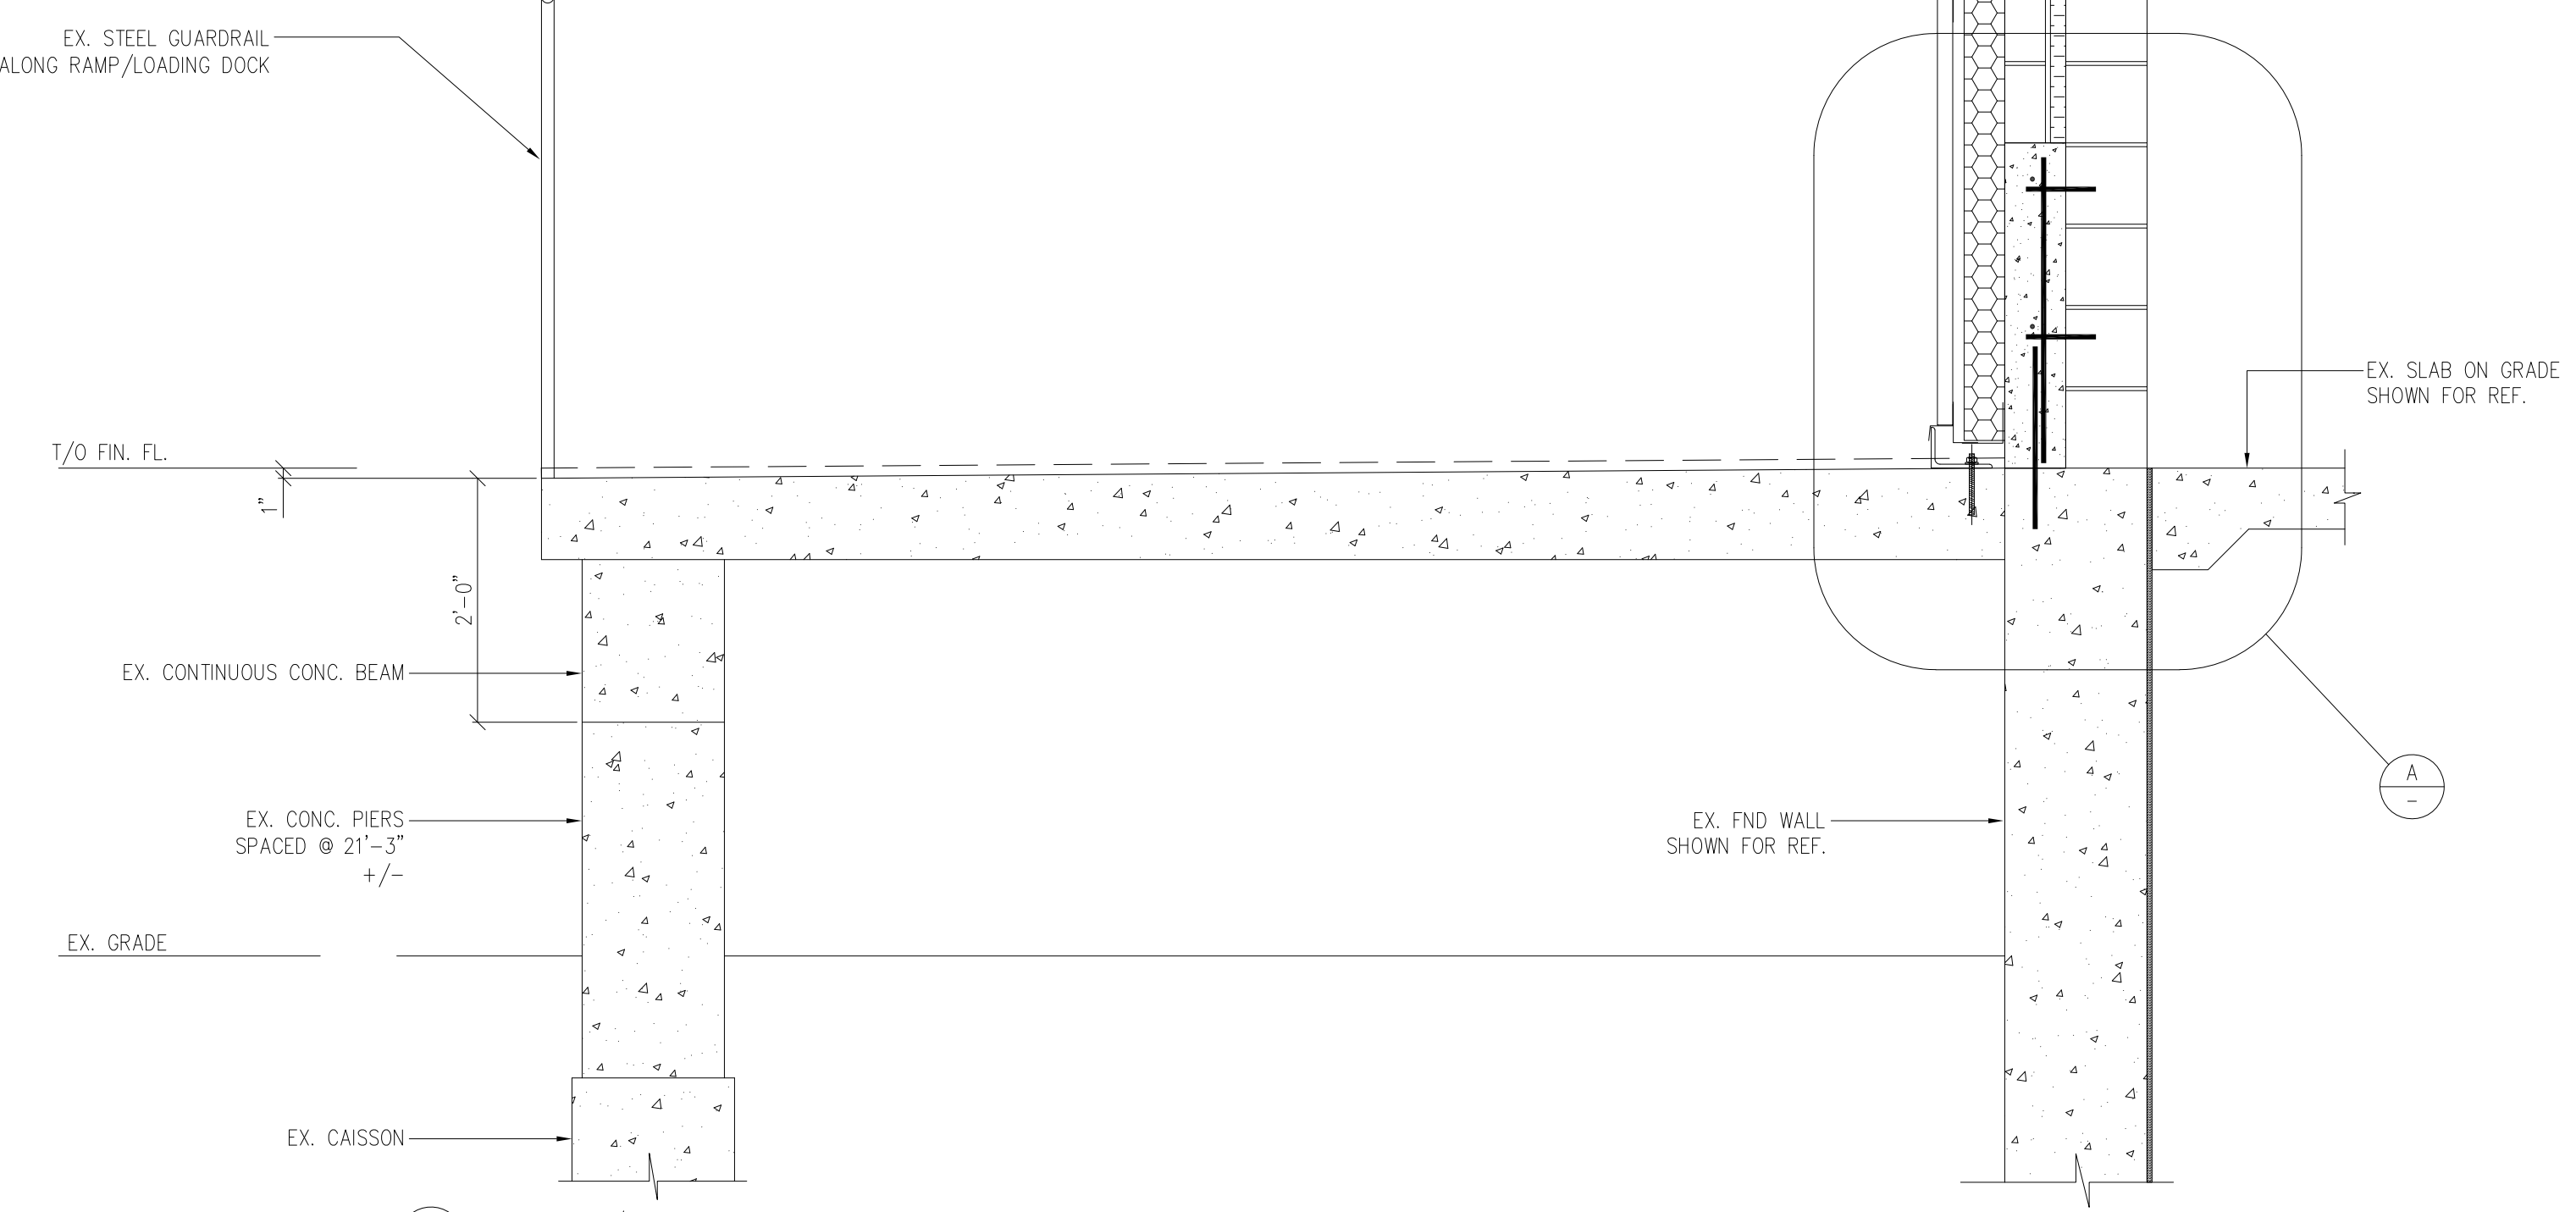 EX. STEEL GUARDRAIL
ALONG RAMP/LOADING DOCK
EX. SLAB ON GRADE
SHOWN FOR REF.
T/O FIN. FL.
1"
2'-0"
EX. CONTINUOUS CONC. BEAM
A
-
EX. CONC. PIERS
SPACED @ 21'-3"
+/-
EX. FND WALL
SHOWN FOR REF.
EX. GRADE
EX. CAISSON